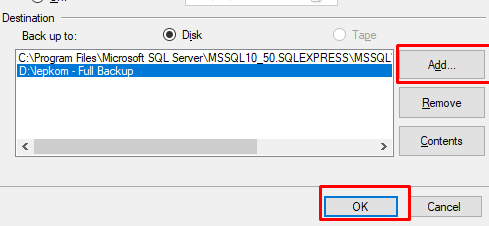 Destination
Back up to:
Disk
Tape
C:\Program Files\Microsoft SQL Server\MSSQL10_50.SQLEXPRESS\MSSQL
D:\lepkom - Full Backup
Add...
Remove
Contents
OK
Cancel